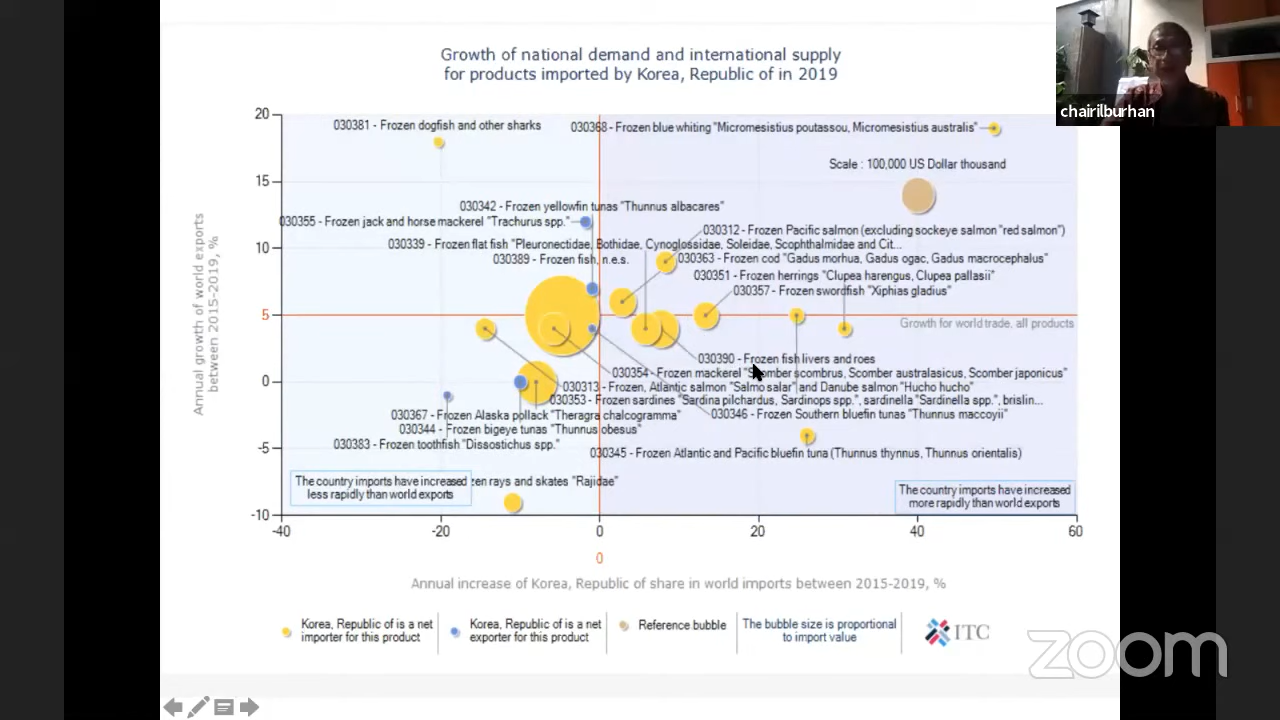 Growth of national demand and international supply
for products imported by Korea, Republic of in 2019
chairilburhan
20
15
10
5
0
-5
-10
Annual growth of world exports
between 2015-2019, %
030381 - Frozen dogfish and other sharks
030368 - Frozen blue whiting "Micromesistius poutassou, Micromesistius australis"
Scale : 100,000 US Dollar thousand
030342 - Frozen yellowfin tunas "Thunnus albacares"
030355 - Frozen jack and horse mackerel "Trachurus spp."
030312 - Frozen Pacific salmon (excluding sockeye salmon "red salmon")
030339 - Frozen flat fish "Pleuronectidae, Bothidae, Cynoglossidae, Soleidae, Scophthalmidae and Cit...
030389 - Frozen fish, n.e.s.
030363 - Frozen cod "Gadus morhua, Gadus ogac, Gadus macrocephalus"
030351 - Frozen herrings "Clupea harengus, Clupea pallasii"
030357 - Frozen swordfish "Xiphias gladius"
Growth for world trade, all products
030390 - Frozen fish livers and roes
030354 - Frozen mackerel "Scomber scombrus, Scomber australasicus, Scomber japonicus"
030313 - Frozen, Atlantic salmon "Salmo salar" and Danube salmon "Hucho hucho"
030353 - Frozen sardines "Sardina pilchardus, Sardinops spp.", sardinella "Sardinella spp.", brislin...
030367 - Frozen Alaska pollack "Theragra chalcogramma"
030346 - Frozen Southern bluefin tunas "Thunnus maccoyii"
030344 - Frozen bigeye tunas "Thunnus obesus"
030383 - Frozen toothfish "Dissostichus spp."
030345 - Frozen Atlantic and Pacific bluefin tuna (Thunnus thynnus, Thunnus orientalis)
The country imports have increased
less rapidly than world exports
zen rays and skates "Rajidae"
The country imports have increased
more rapidly than world exports
-40
-20
0
20
40
60
0
Annual increase of Korea, Republic of share in world imports between 2015-2019, %
Korea, Republic of is a net
importer for this product
Korea, Republic of is a net
exporter for this product
Reference bubble
The bubble size is proportional
to import value
ITC
zoom